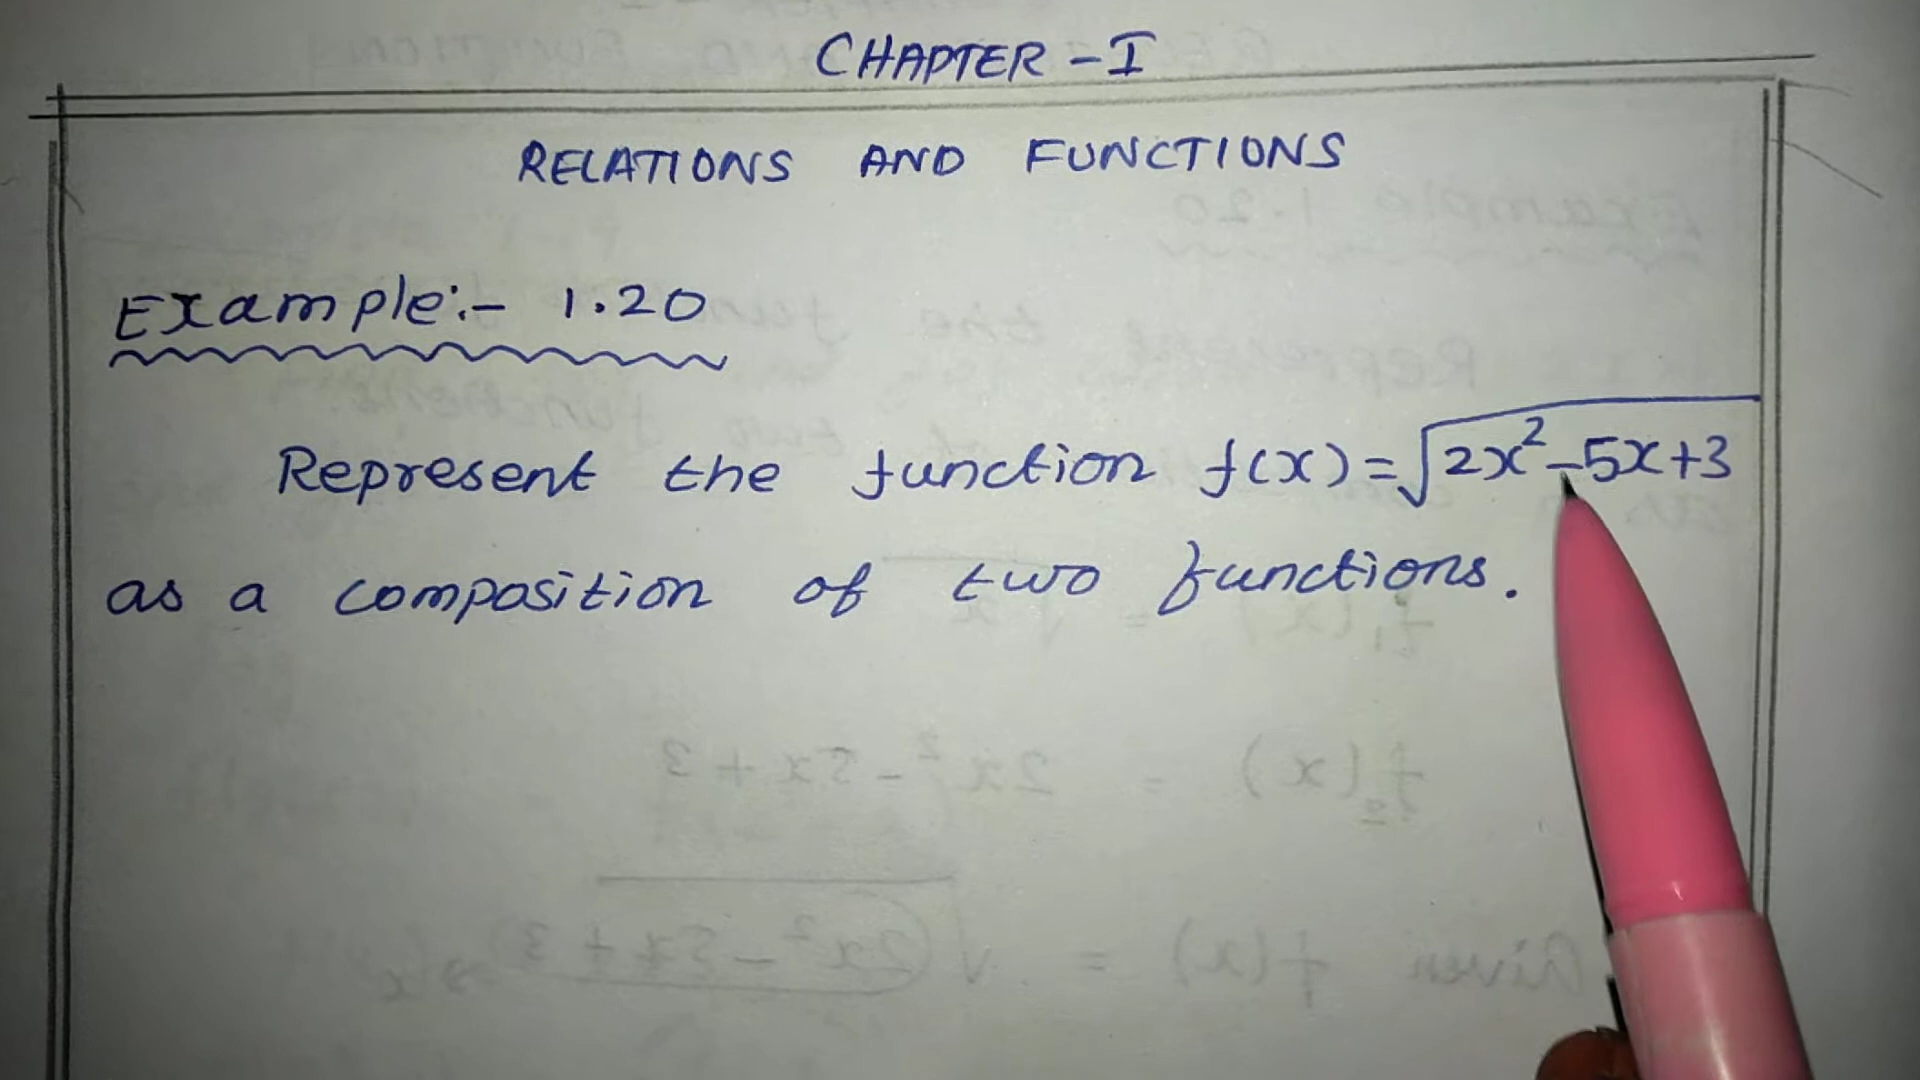 CHAPTER - I
RELATIONS AND FUNCTIONS
Example:- 1.20
Represent the function f(x)=√2x²-5x+3
as a composition of two functions.